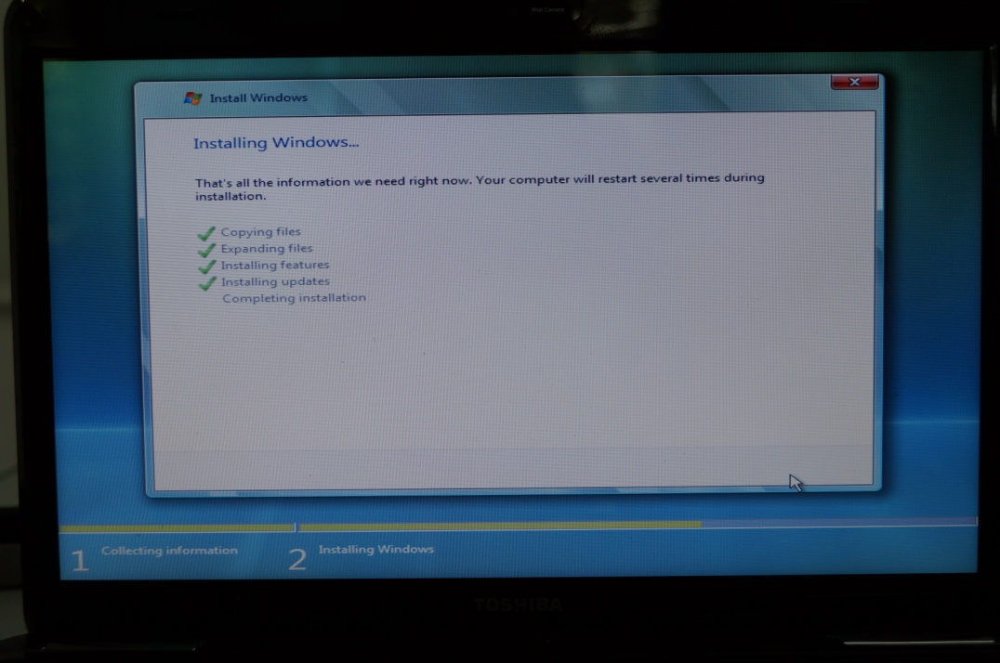 Web Camera
Install Windows
Installing Windows...
That's all the information we need right now. Your computer will restart several times during
installation.
Copying files
Expanding files
Installing features
Installing updates
Completing installation
1 Collecting information
2 Installing Windows
TOSHIBA